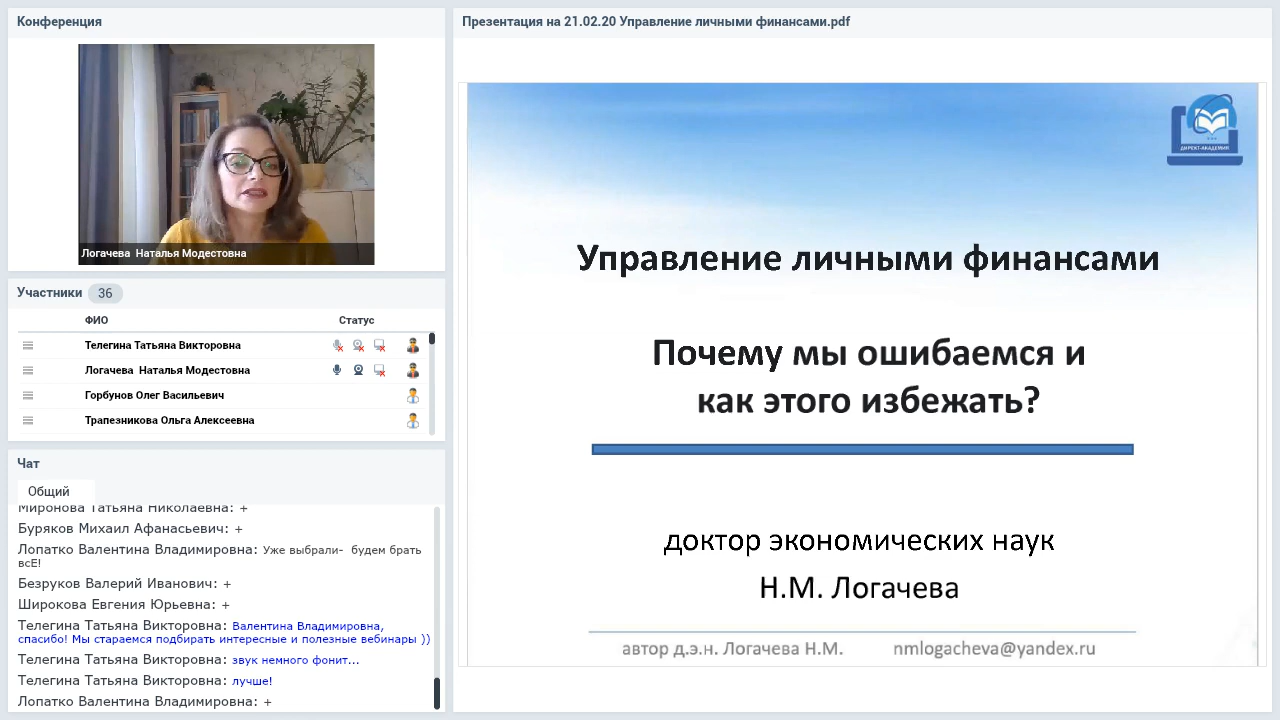 Конференция
Логачева Наталья Модестовна
Участники 36
ФИО Статус
Телегина Татьяна Викторовна
Логачева Наталья Модестовна
Горбунов Олег Васильевич
Трапезникова Ольга Алексеевна
Чат
Общий
Миронова Татьяна Николаевна: +
Буряков Михаил Афанасьевич: +
Лопатко Валентина Владимировна: Уже выбрали- будем брать
всЕ!
Безруков Валерий Иванович: +
Широкова Евгения Юрьевна: +
Телегина Татьяна Викторовна: Валентина Владимировна,
спасибо! Мы стараемся подбирать интересные и полезные вебинары ))
Телегина Татьяна Викторовна: звук немного фонит...
Телегина Татьяна Викторовна: лучше!
Лопатко Валентина Владимировна: +
Презентация на 21.02.20 Управление личными финансами.pdf
ДИРЕКТ-АКАДЕМИЯ
Управление личными финансами
Почему мы ошибаемся и
как этого избежать?
доктор экономических наук
Н.М. Логачева
автор д.э.н. Логачева Н.М. nmlogacheva@yandex.ru